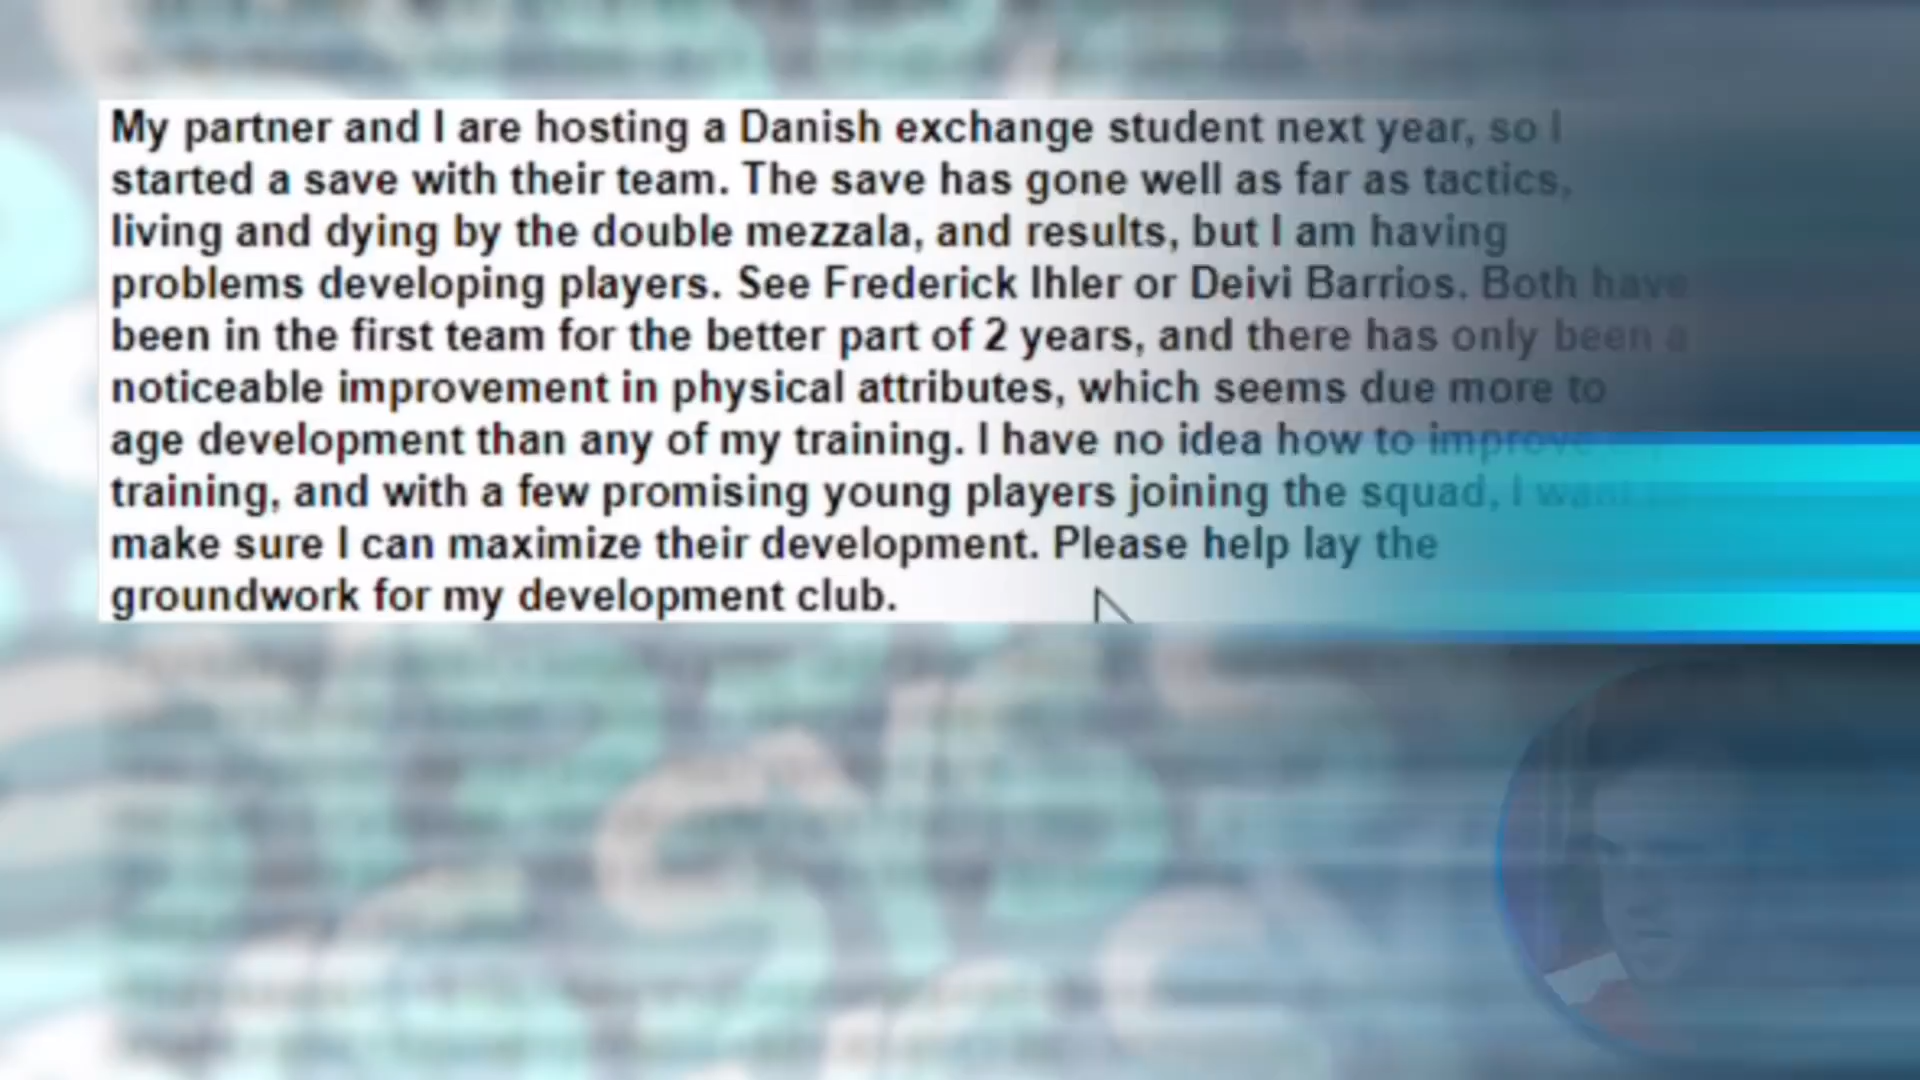 My partner and I are hosting a Danish exchange student next year, so I
started a save with their team. The save has gone well as far as tactics,
living and dying by the double mezzala, and results, but I am having
problems developing players. See Frederick Ihler or Deivi Barrios. Both have
been in the first team for the better part of 2 years, and there has only been a
noticeable improvement in physical attributes, which seems due more to
age development than any of my training. I have no idea how to improve
training, and with a few promising young players joining the squad, I want
make sure I can maximize their development. Please help lay the
groundwork for my development club.